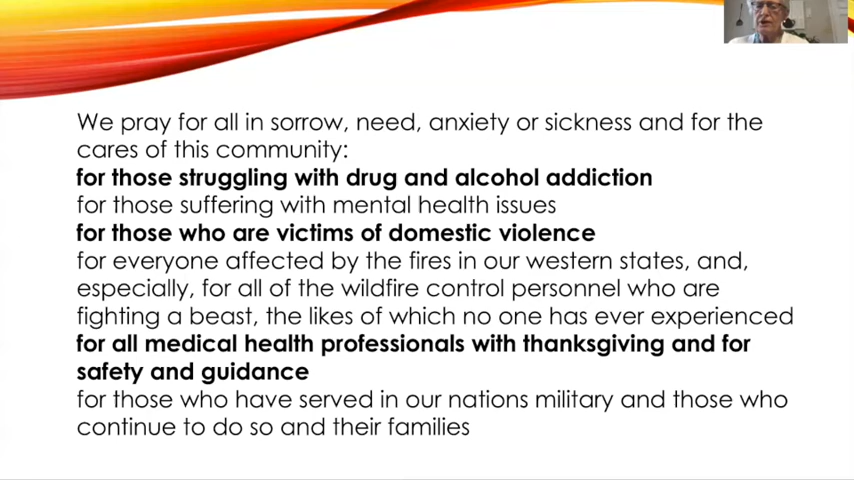 We pray for all in sorrow, need, anxiety or sickness and for the
cares of this community:
for those struggling with drug and alcohol addiction
for those suffering with mental health issues
for those who are victims of domestic violence
for everyone affected by the fires in our western states, and,
especially, for all of the wildfire control personnel who are
fighting a beast, the likes of which no one has ever experienced
for all medical health professionals with thanksgiving and for
safety and guidance
for those who have served in our nations military and those who
continue to do so and their families